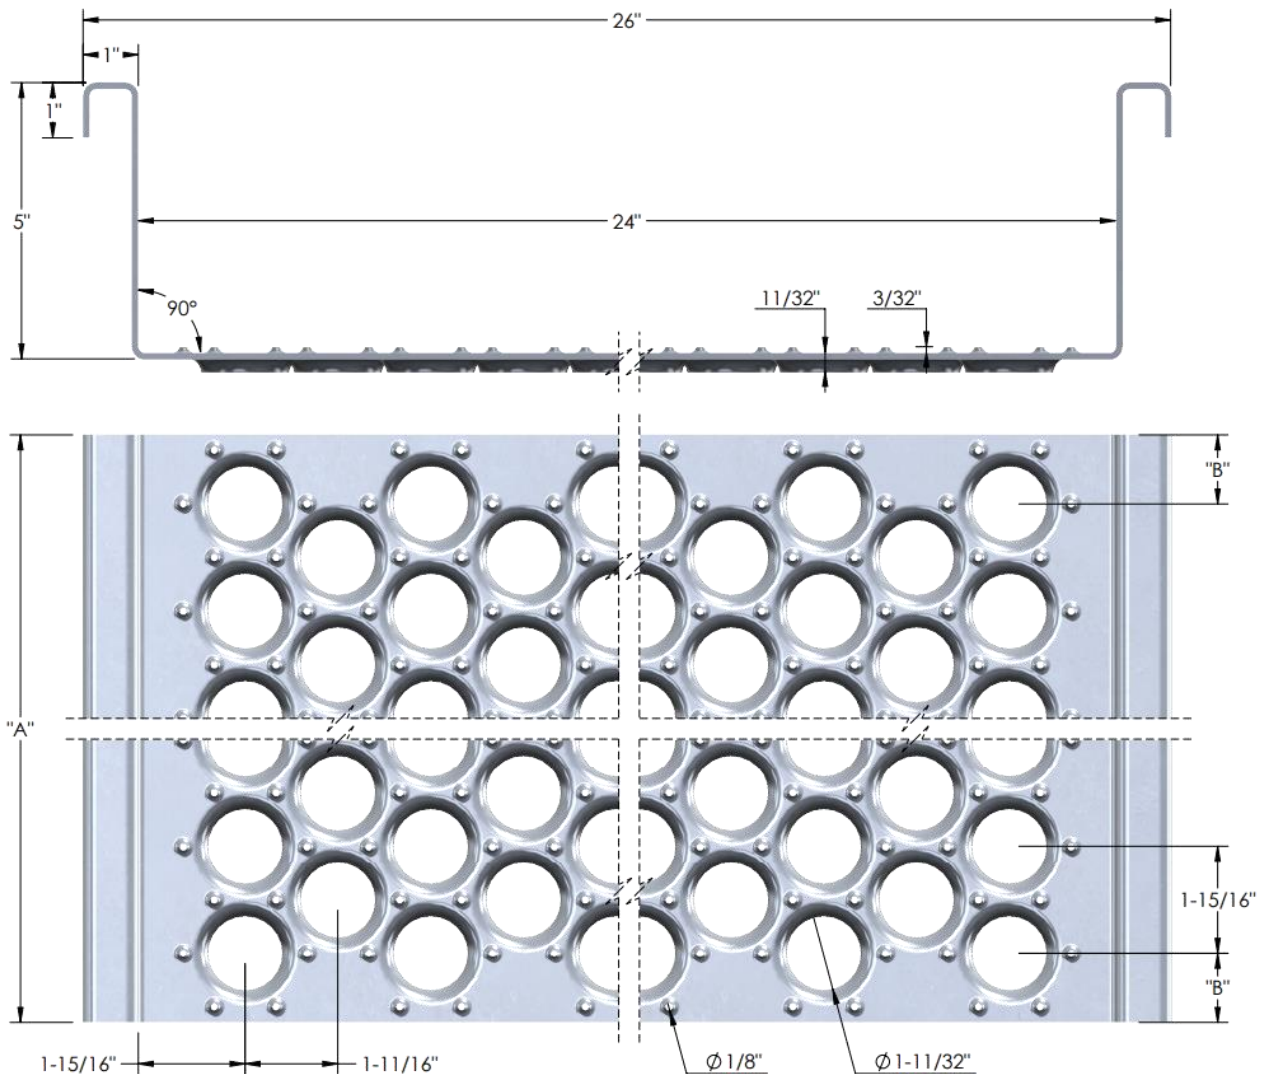 26"
1"
1"
5"
24"
90°
11/32"
3/32"
"B"
"A"
1-15/16"
"B"
1-15/16"
1-11/16"
Ø 1/8"
Ø 1-11/32"